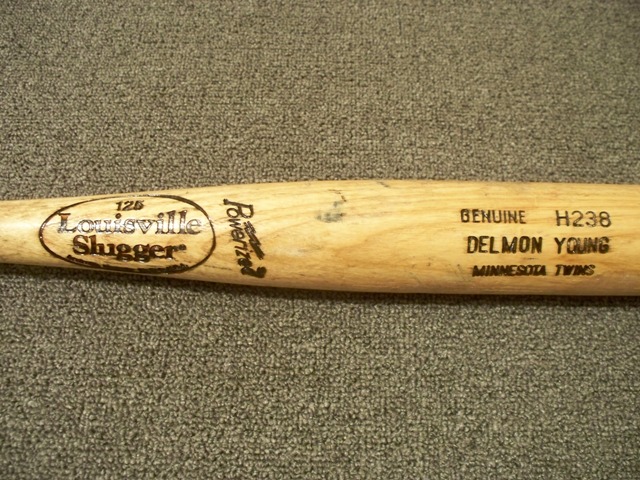 125
Louisville
Slugger®
Powerized
GENUINE H238
DELMON YOUNG
MINNESOTA TWINS